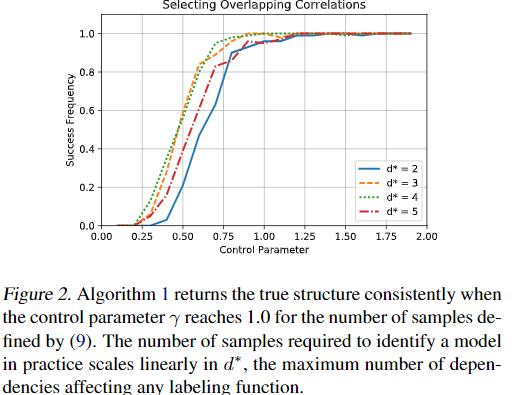 Selecting Overlapping Correlations
1.0
0.8
0.6
0.4
0.2
0.0
Success Frequency
0.00 0.25 0.50 0.75 1.00 1.25 1.50 1.75 2.00
Control Parameter
d* = 2
d* = 3
d* = 4
d* = 5
Figure 2. Algorithm 1 returns the true structure consistently when
the control parameter γ reaches 1.0 for the number of samples de-
fined by (9). The number of samples required to identify a model
in practice scales linearly in d*, the maximum number of depen-
dencies affecting any labeling function.